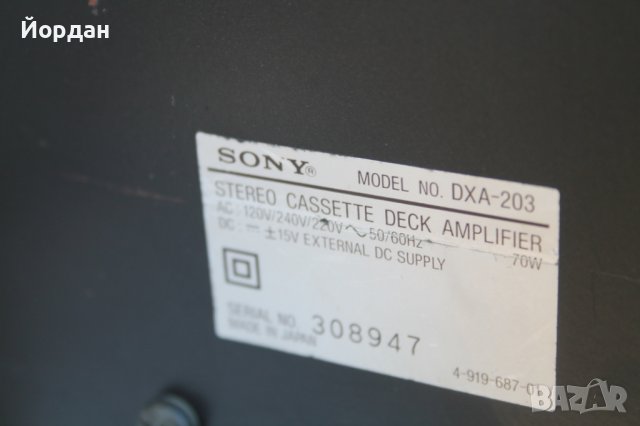 Йордан
SONY®
MODEL NO. DXA-203
STEREO CASSETTE DECK AMPLIFIER
AC : 120V/240V/220V ~ 50/60Hz 70W
DC : ⎓ ±15V EXTERNAL DC SUPPLY
SERIAL NO. 308947
MADE IN JAPAN
4-919-687-01
BAZAR